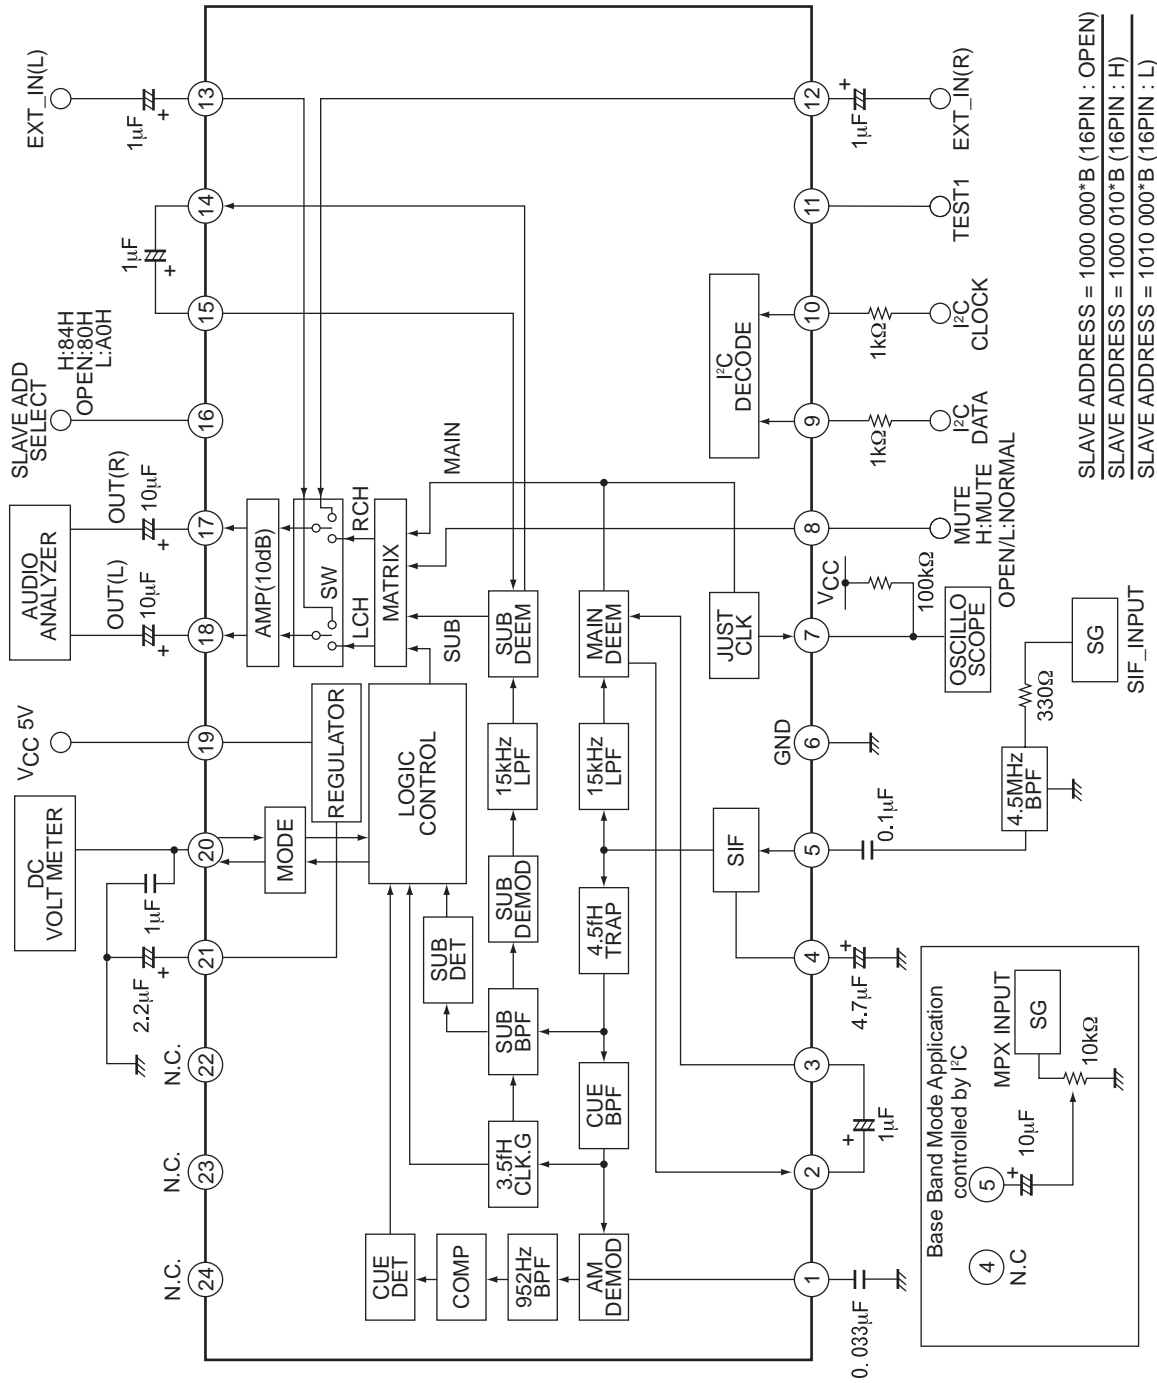 N.C.
24
N.C.
23
N.C.
22
2.2µF
+
21
1µF
DC
VOLT METER
20
VCC 5V
19
AUDIO
ANALYZER
OUT(L)
10µF
+
18
OUT(R)
10µF
+
17
SLAVE ADD
SELECT
H:84H
OPEN:80H
L:A0H
16
15
1µF
+
14
EXT_IN(L)
1µF
+
13
CUE
DET
COMP
952Hz
BPF
AM
DEMOD
3.5fH
CLK.G
CUE
BPF
SUB
DET
SUB
BPF
4.5fH
TRAP
SUB
DEMOD
15kHz
LPF
15kHz
LPF
MODE
REGULATOR
LOGIC
CONTROL
SIF
AMP(10dB)
SW
LCH
RCH
MATRIX
SUB
MAIN
SUB
DEEM
MAIN
DEEM
JUST
CLK
I²C
DECODE
1
0.033µF
2
+
1µF
3
4
+
4.7µF
5
0.1µF
GND
6
7
VCC
100kΩ
OSCILLO
SCOPE
8
MUTE
H:MUTE
OPEN/L:NORMAL
9
1kΩ
I²C
DATA
10
1kΩ
I²C
CLOCK
11
TEST1
12
+
1µF
EXT_IN(R)
4.5MHz
BPF
330Ω
SG
SIF_INPUT
Base Band Mode Application
controlled by I²C
4
N.C
5
+
10µF
MPX INPUT
SG
10kΩ
SLAVE ADDRESS = 1000 000*B (16PIN : OPEN)
SLAVE ADDRESS = 1000 010*B (16PIN : H)
SLAVE ADDRESS = 1010 000*B (16PIN : L)